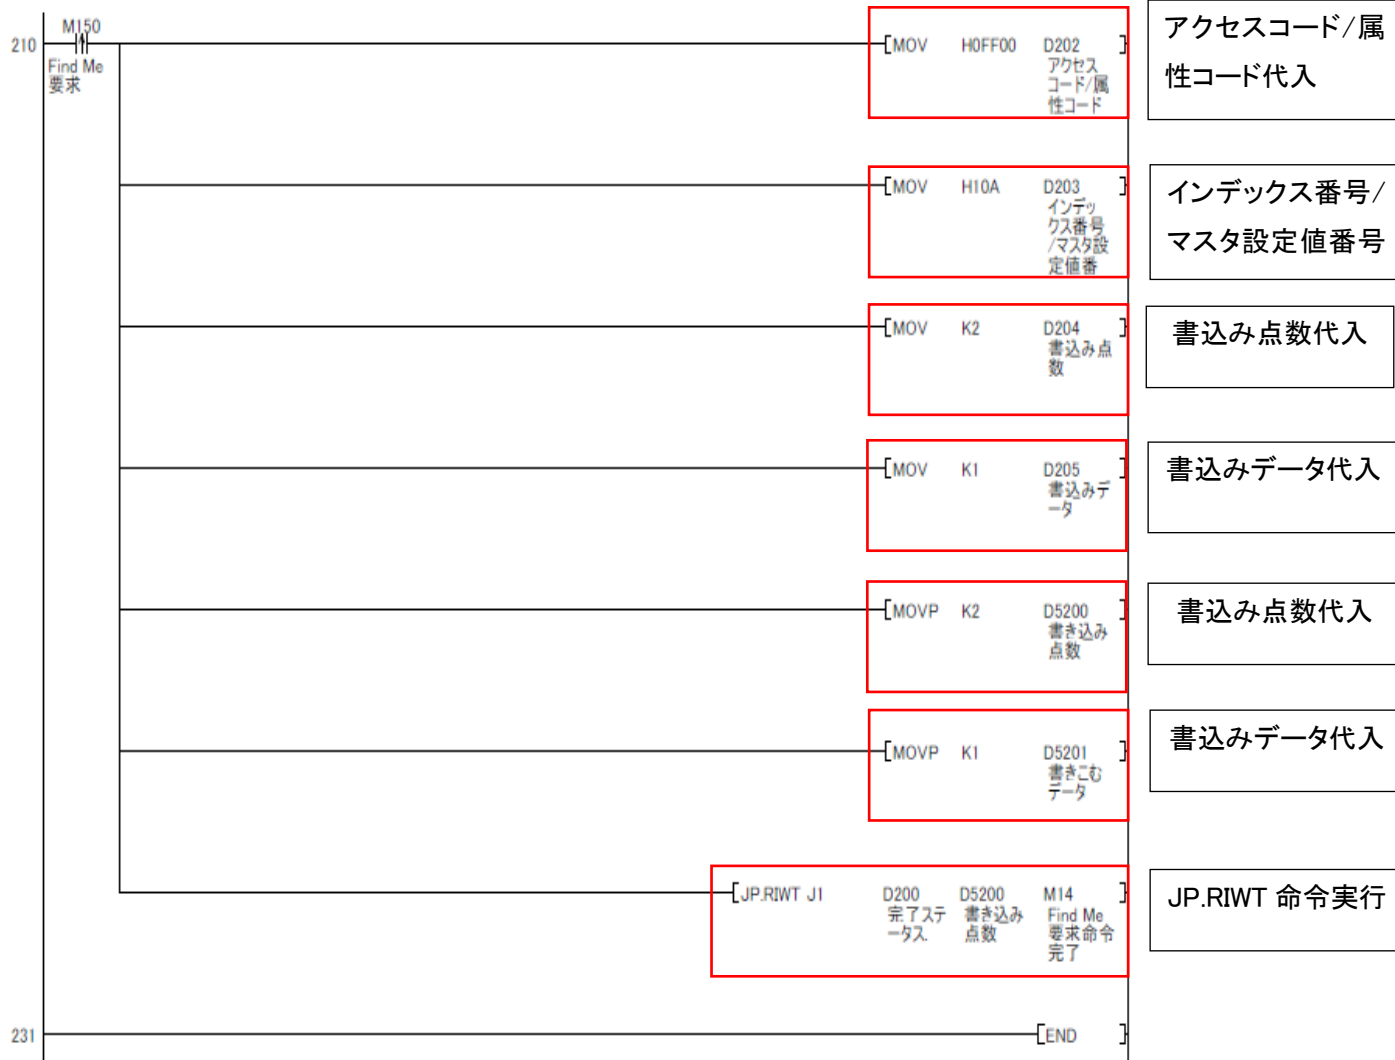 M150
210
Find Me
要求
MOV H0FF00 D202
アクセス
コード/属
性コード
アクセスコード/属
性コード代入
MOV H10A D203
インデッ
クス番号
/マスタ設
定値番
インデックス番号/
マスタ設定値番号
MOV K2 D204
書込み点
数
書込み点数代入
MOV K1 D205
書込みデ
ータ
書込みデータ代入
MOVP K2 D5200
書き込み
点数
書込み点数代入
MOVP K1 D5201
書きこむ
データ
書込みデータ代入
JP.RIWT J1 D200 D5200 M14
完了ステ 書き込み Find Me
ータス. 点数 要求命令
完了
JP.RIWT 命令実行
231
END